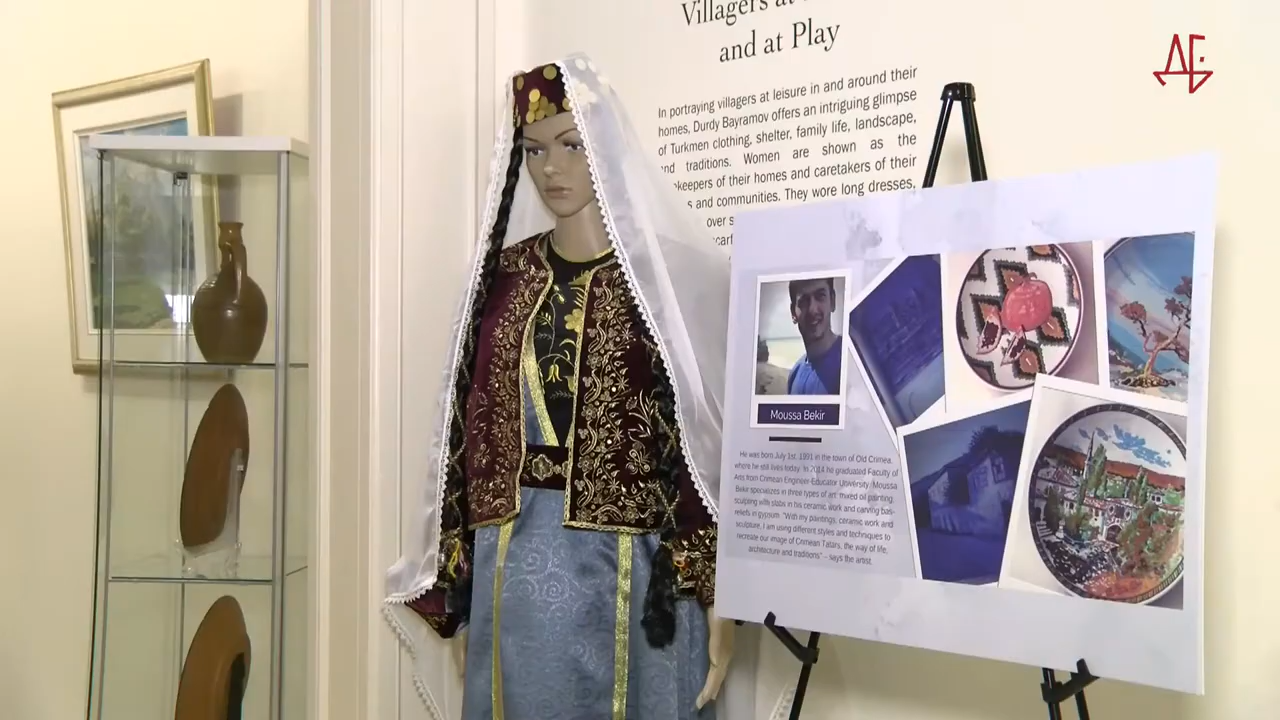 Villagers at
and at Play
In portraying villagers at leisure in and around their
homes, Durdy Bayramov offers an intriguing glimpse
of Turkmen clothing, shelter, family life, landscape,
and traditions. Women are shown as the
keepers of their homes and caretakers of their
s and communities. They wore long dresses,
over s
scarf
ДБ
Moussa Bekir
He was born July 1st, 1991 in the town of Old Crimea,
where he still lives today. In 2014 he graduated Faculty of
Arts from Crimean Engineer-Educator University. Moussa
Bekir specializes in three types of art: mixed oil painting,
sculpting with slabs in his ceramic work and carving bas-
reliefs in gypsum. "With my paintings, ceramic work and
sculpture, I am using different styles and techniques to
recreate our image of Crimean Tatars, the way of life,
architecture and traditions" – says the artist.